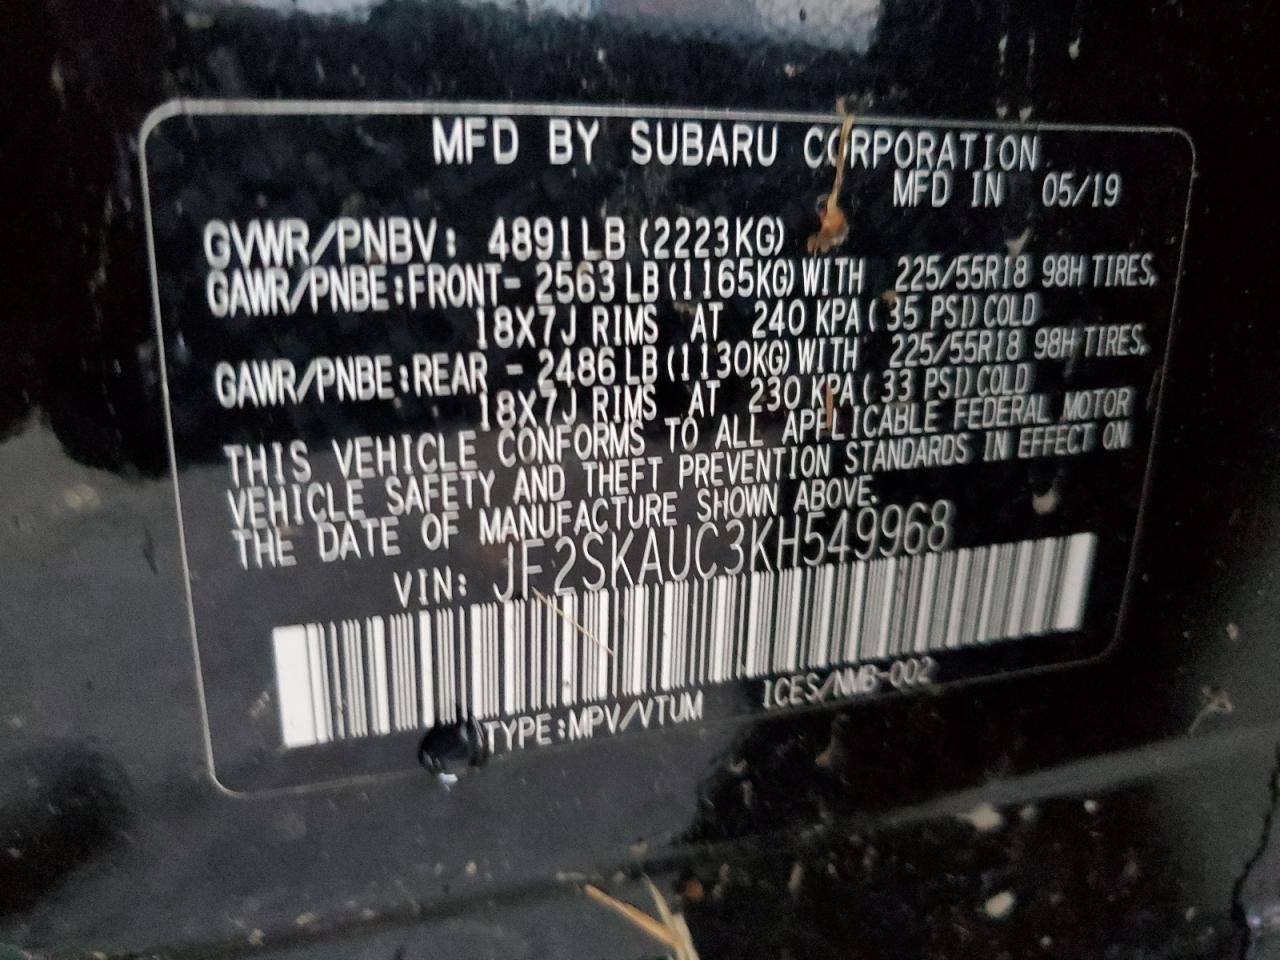 MFD BY SUBARU CORPORATION
MFD IN 05/19
GVWR/PNBV: 4891LB (2223KG)
GAWR/PNBE:FRONT- 2563 LB (1165KG) WITH 225/55R18 98H TIRES,
18X7J RIMS AT 240 KPA ( 35 PSI) COLD
GAWR/PNBE:REAR - 2486 LB (1130KG) WITH 225/55R18 98H TIRES,
18X7J RIMS AT 230 KPA ( 33 PSI) COLD
THIS VEHICLE CONFORMS TO ALL APPLICABLE FEDERAL MOTOR
VEHICLE SAFETY AND THEFT PREVENTION STANDARDS IN EFFECT ON
THE DATE OF MANUFACTURE SHOWN ABOVE.
VIN: JF2SKAUC3KH549968
TYPE:MPV/VTUM ICES/NMB-002